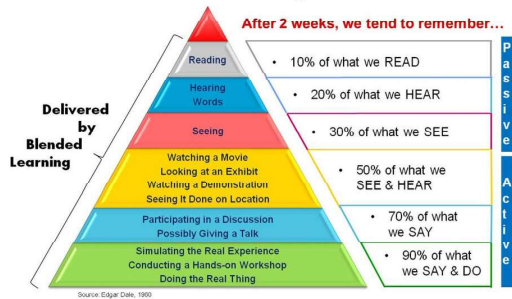 After 2 weeks, we tend to remember…
Reading
• 10% of what we READ
Hearing
Words
• 20% of what we HEAR
Seeing
• 30% of what we SEE
Watching a Movie
Looking at an Exhibit
Watching a Demonstration
Seeing It Done on Location
• 50% of what we
SEE & HEAR
Participating in a Discussion
Possibly Giving a Talk
• 70% of what
we SAY
Simulating the Real Experience
Conducting a Hands-on Workshop
Doing the Real Thing
• 90% of what
we SAY & DO
Delivered
by
Blended
Learning
Passive
Active
Source: Edgar Dale, 1960